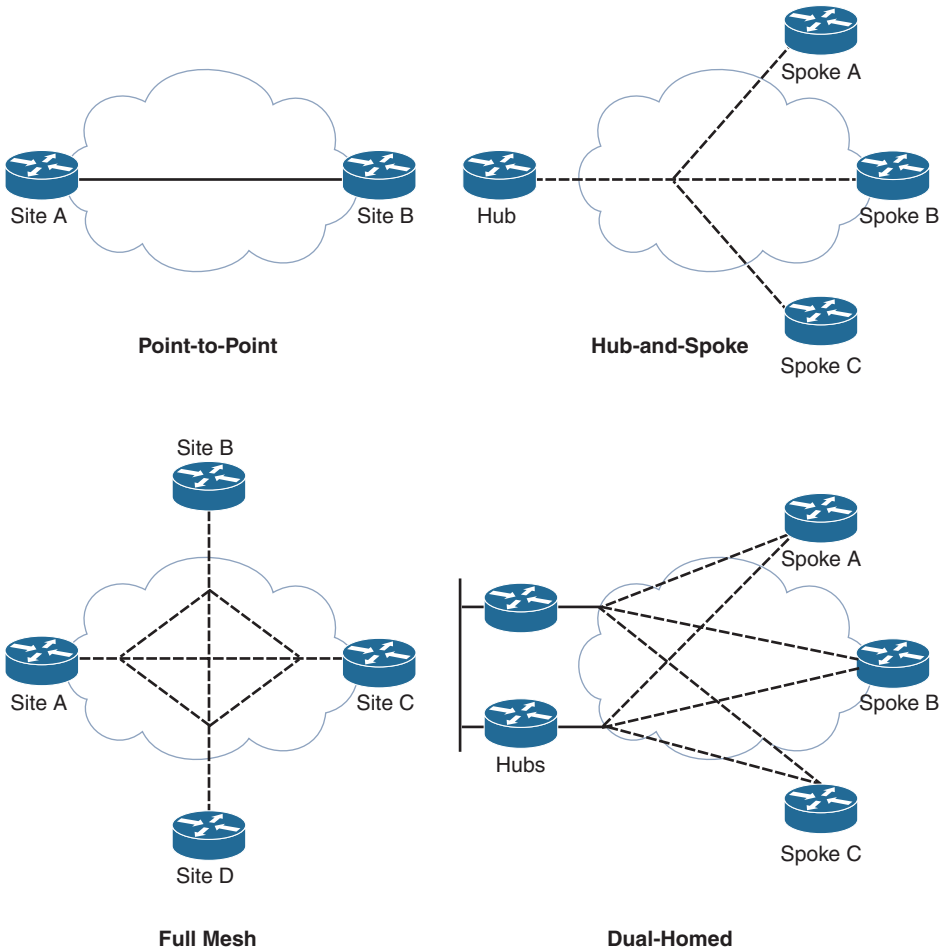 Site A
Site B
Point-to-Point
Hub
Spoke A
Spoke B
Spoke C
Hub-and-Spoke
Site B
Site A
Site C
Site D
Full Mesh
Hubs
Spoke A
Spoke B
Spoke C
Dual-Homed